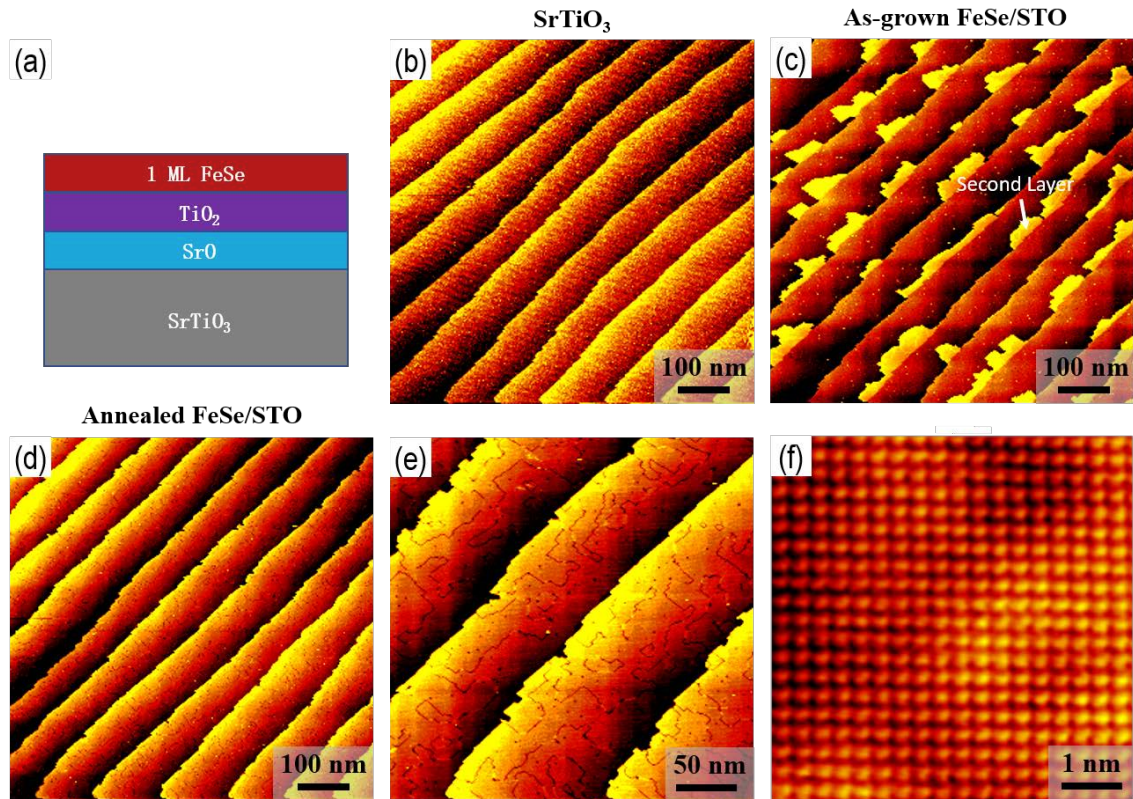 SrTiO₃
As-grown FeSe/STO
(a)
(b)
(c)
1 ML FeSe
TiO₂
SrO
SrTiO₃
Second Layer
100 nm
100 nm
Annealed FeSe/STO
(d)
(e)
(f)
100 nm
50 nm
1 nm